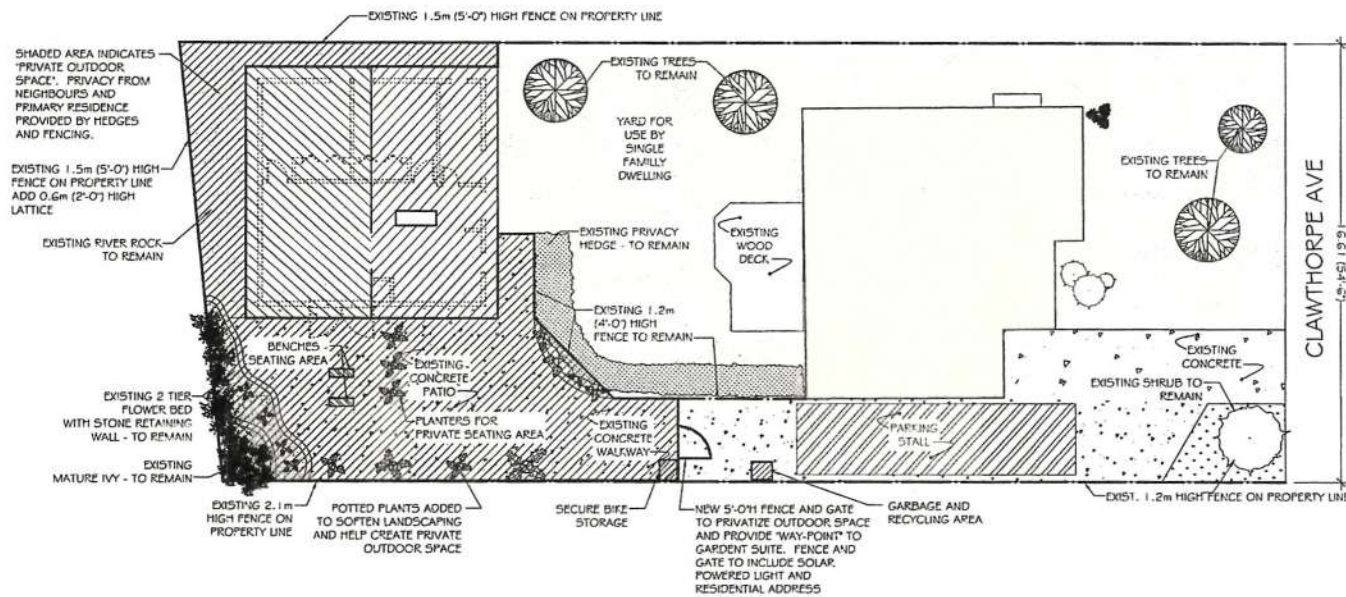 EXISTING 1.5m (5'-0") HIGH FENCE ON PROPERTY LINE
SHADED AREA INDICATES
"PRIVATE OUTDOOR
SPACE". PRIVACY FROM
NEIGHBOURS AND
PRIMARY RESIDENCE
PROVIDED BY HEDGES
AND FENCING.
EXISTING 1.5m (5'-0") HIGH
FENCE ON PROPERTY LINE
ADD 0.6m (2'-0") HIGH
LATTICE
EXISTING RIVER ROCK
TO REMAIN
BENCHES -
SEATING AREA
EXISTING 2 TIER
FLOWER BED
WITH STONE RETAINING
WALL - TO REMAIN
EXISTING
MATURE IVY - TO REMAIN
EXISTING 2.1m
HIGH FENCE ON
PROPERTY LINE
POTTED PLANTS ADDED
TO SOFTEN LANDSCAPING
AND HELP CREATE PRIVATE
OUTDOOR SPACE
EXISTING
CONCRETE
PATIO
PLANTERS FOR
PRIVATE SEATING AREA
EXISTING TREES
TO REMAIN
YARD FOR
USE BY
SINGLE
FAMILLY
DWELLING
EXISTING PRIVACY
HEDGE - TO REMAIN
EXISTING
WOOD
DECK
EXISTING 1.2m
(4'-0") HIGH
FENCE TO REMAIN
EXISTING
CONCRETE
WALKWAY
SECURE BIKE
STORAGE
NEW 5'-0"H FENCE AND GATE
TO PRIVATIZE OUTDOOR SPACE
AND PROVIDE "WAY-POINT" TO
GARDENT SUITE. FENCE AND
GATE TO INCLUDE SOLAR
POWERED LIGHT AND
RESIDENTIAL ADDRESS
GARBAGE AND
RECYCLING AREA
PARKING
STALL
EXISTING TREES
TO REMAIN
EXISTING
CONCRETE
EXISTING SHRUB TO
REMAIN
EXIST. 1.2m HIGH FENCE ON PROPERTY LINE
16.61 (54'-6")
CLAWTHORPE AVE